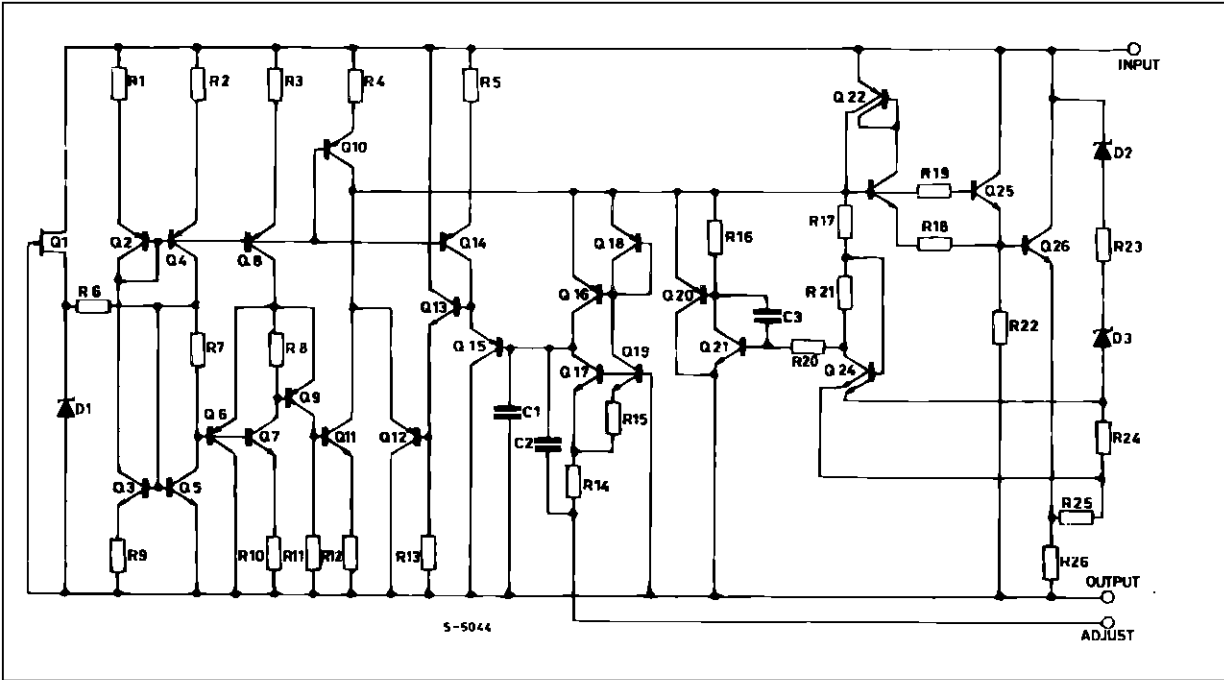 INPUT
R1 R2 R3 R4 R5
Q22
D2
Q10
R19 Q25
R17
R18 Q26
R23
Q1 Q2 Q4 Q8 Q14 Q18 R16
R6 Q13 Q16 Q20 R21
C3
R22 D3
R7 R8 Q15 Q19 Q21 R20 Q24
Q17
D1 Q6 Q9 C1 R15
Q7 Q11 Q12 C2 R24
Q3 Q5 R14
R25
R9 R10 R11 R12 R13 R26
OUTPUT
S-5044
ADJUST